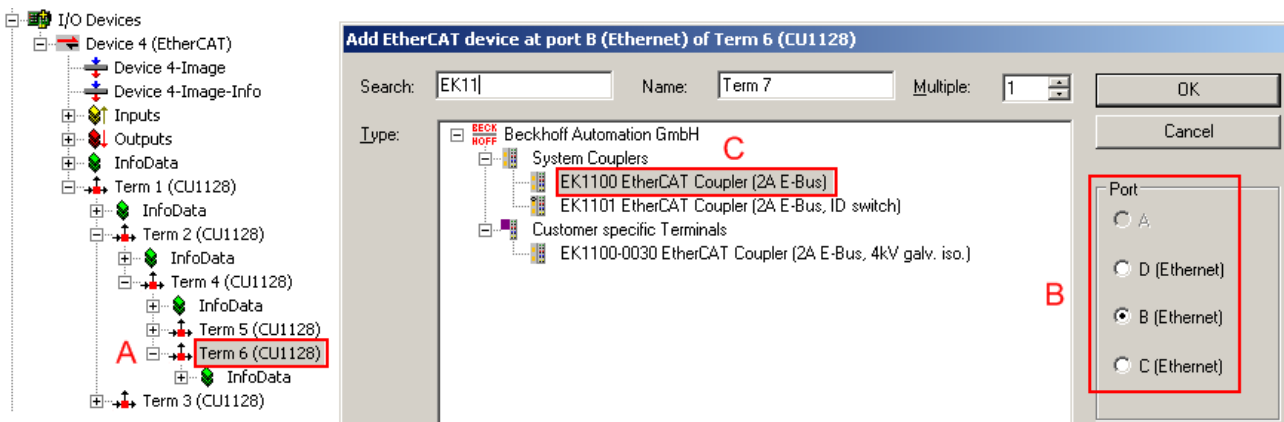 I/O Devices
Device 4 (EtherCAT)
Device 4-Image
Device 4-Image-Info
Inputs
Outputs
InfoData
Term 1 (CU1128)
InfoData
Term 2 (CU1128)
InfoData
Term 4 (CU1128)
InfoData
Term 5 (CU1128)
A
Term 6 (CU1128)
InfoData
Term 3 (CU1128)
Add EtherCAT device at port B (Ethernet) of Term 6 (CU1128)
Search: EK11 Name: Term 7 Multiple: 1
OK
Cancel
Type:
BECK
HOFF
Beckhoff Automation GmbH
System Couplers
C
EK1100 EtherCAT Coupler (2A E-Bus)
EK1101 EtherCAT Coupler (2A E-Bus, ID switch)
Customer specific Terminals
EK1100-0030 EtherCAT Coupler (2A E-Bus, 4kV galv. iso.)
B
Port
A
D (Ethernet)
B (Ethernet)
C (Ethernet)